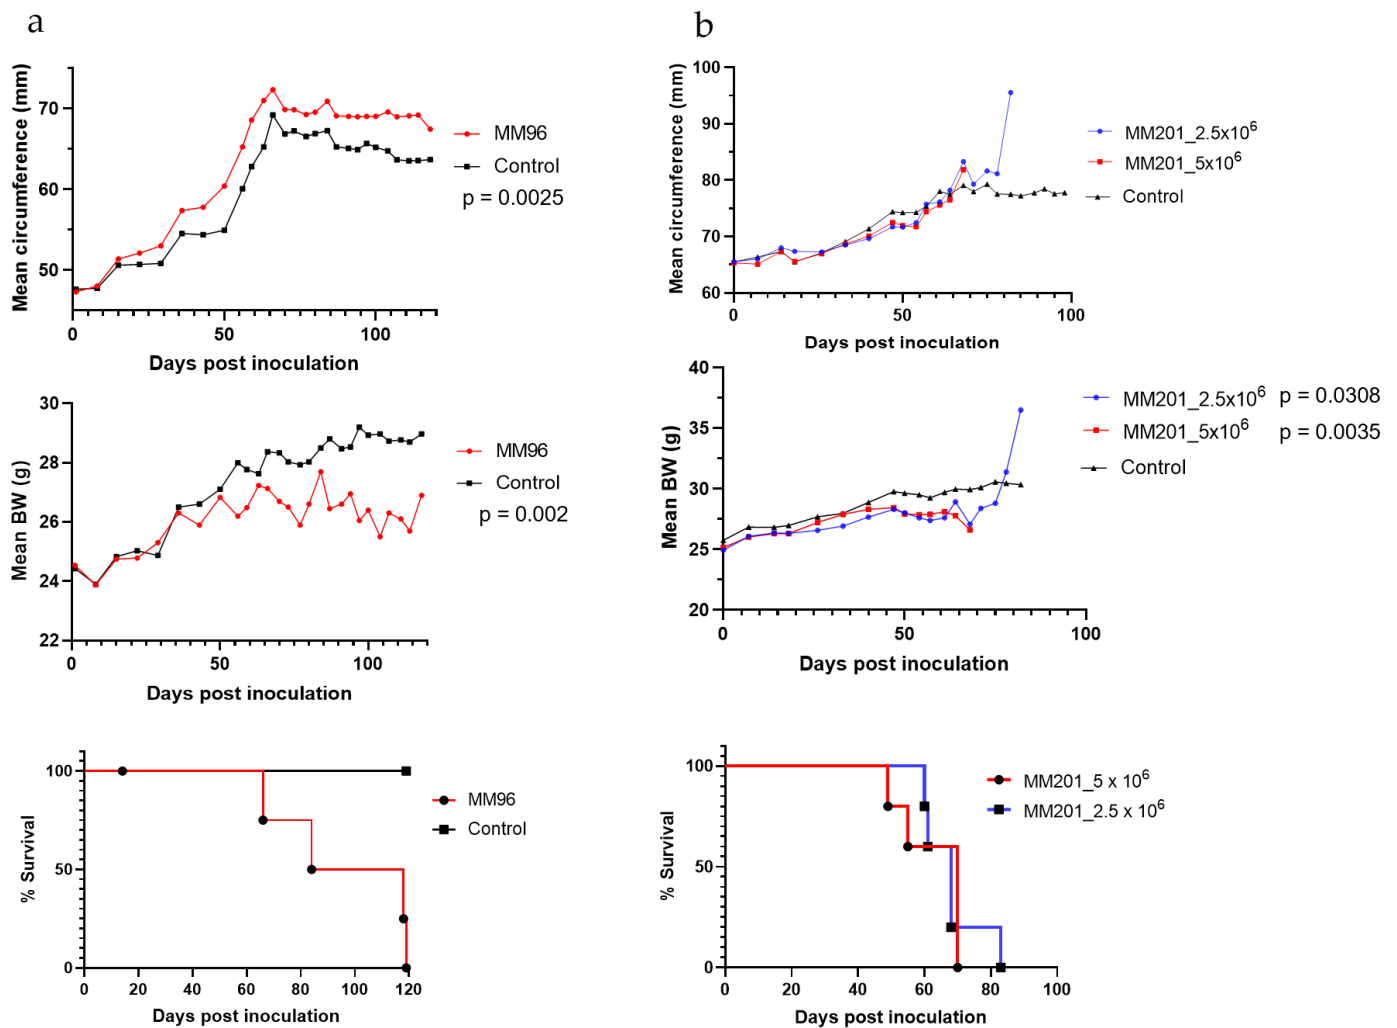 a
Mean circumference (mm)
70
60
50
0
50
100
Days post inoculation
MM96
Control
p = 0.0025
b
Mean circumference (mm)
100
90
80
70
60
0
50
100
Days post inoculation
MM201_2.5x10⁶
MM201_5x10⁶
Control
Mean BW (g)
30
28
26
24
22
0
50
100
Days post inoculation
MM96
Control
p = 0.002
Mean BW (g)
40
35
30
25
20
0
50
100
Days post inoculation
MM201_2.5x10⁶ p = 0.0308
MM201_5x10⁶ p = 0.0035
Control
% Survival
100
50
0
0
20
40
60
80
100
120
Days post inoculation
MM96
Control
% Survival
100
50
0
0
20
40
60
80
100
Days post inoculation
MM201_5 x 10⁶
MM201_2.5 x 10⁶